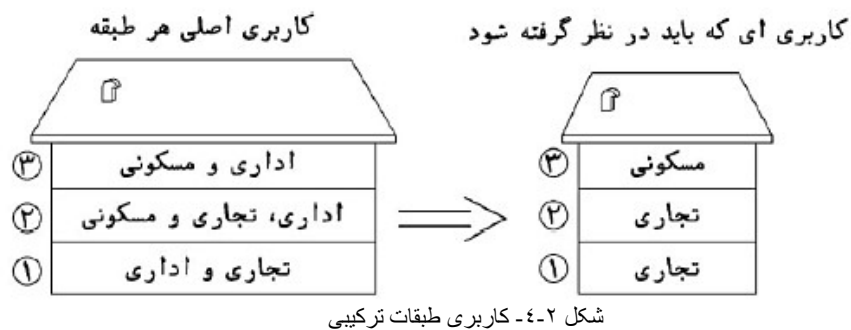 کاربری ای که باید در نظر گرفته شود
کاربری اصلی هر طبقه
مسکونی ۳
اداری و مسکونی ۳
تجاری ۲
اداری، تجاری و مسکونی ۲
تجاری ۱
تجاری و اداری ۱
شکل ٢-٤- کاربری طبقات ترکیبی